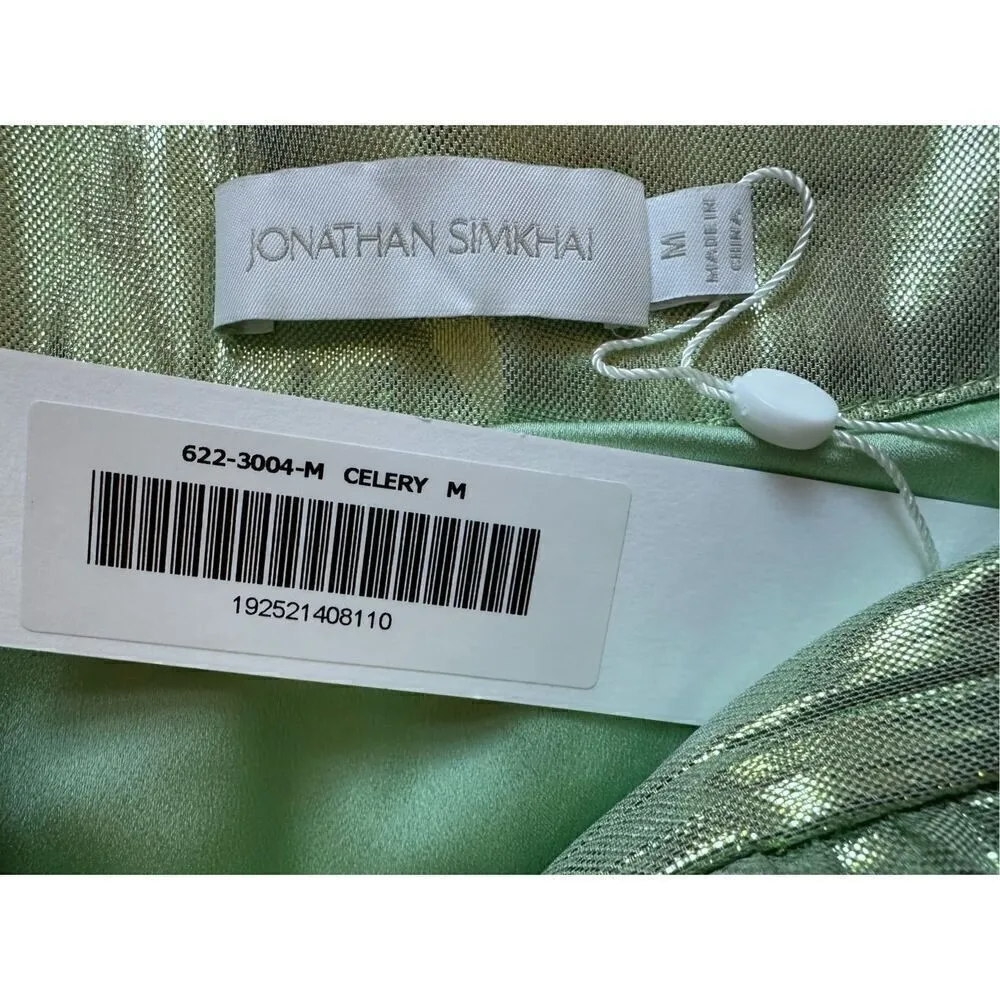 JONATHAN SIMKHAI
M
MADE IN
CHINA
622-3004-M CELERY M
192521408110